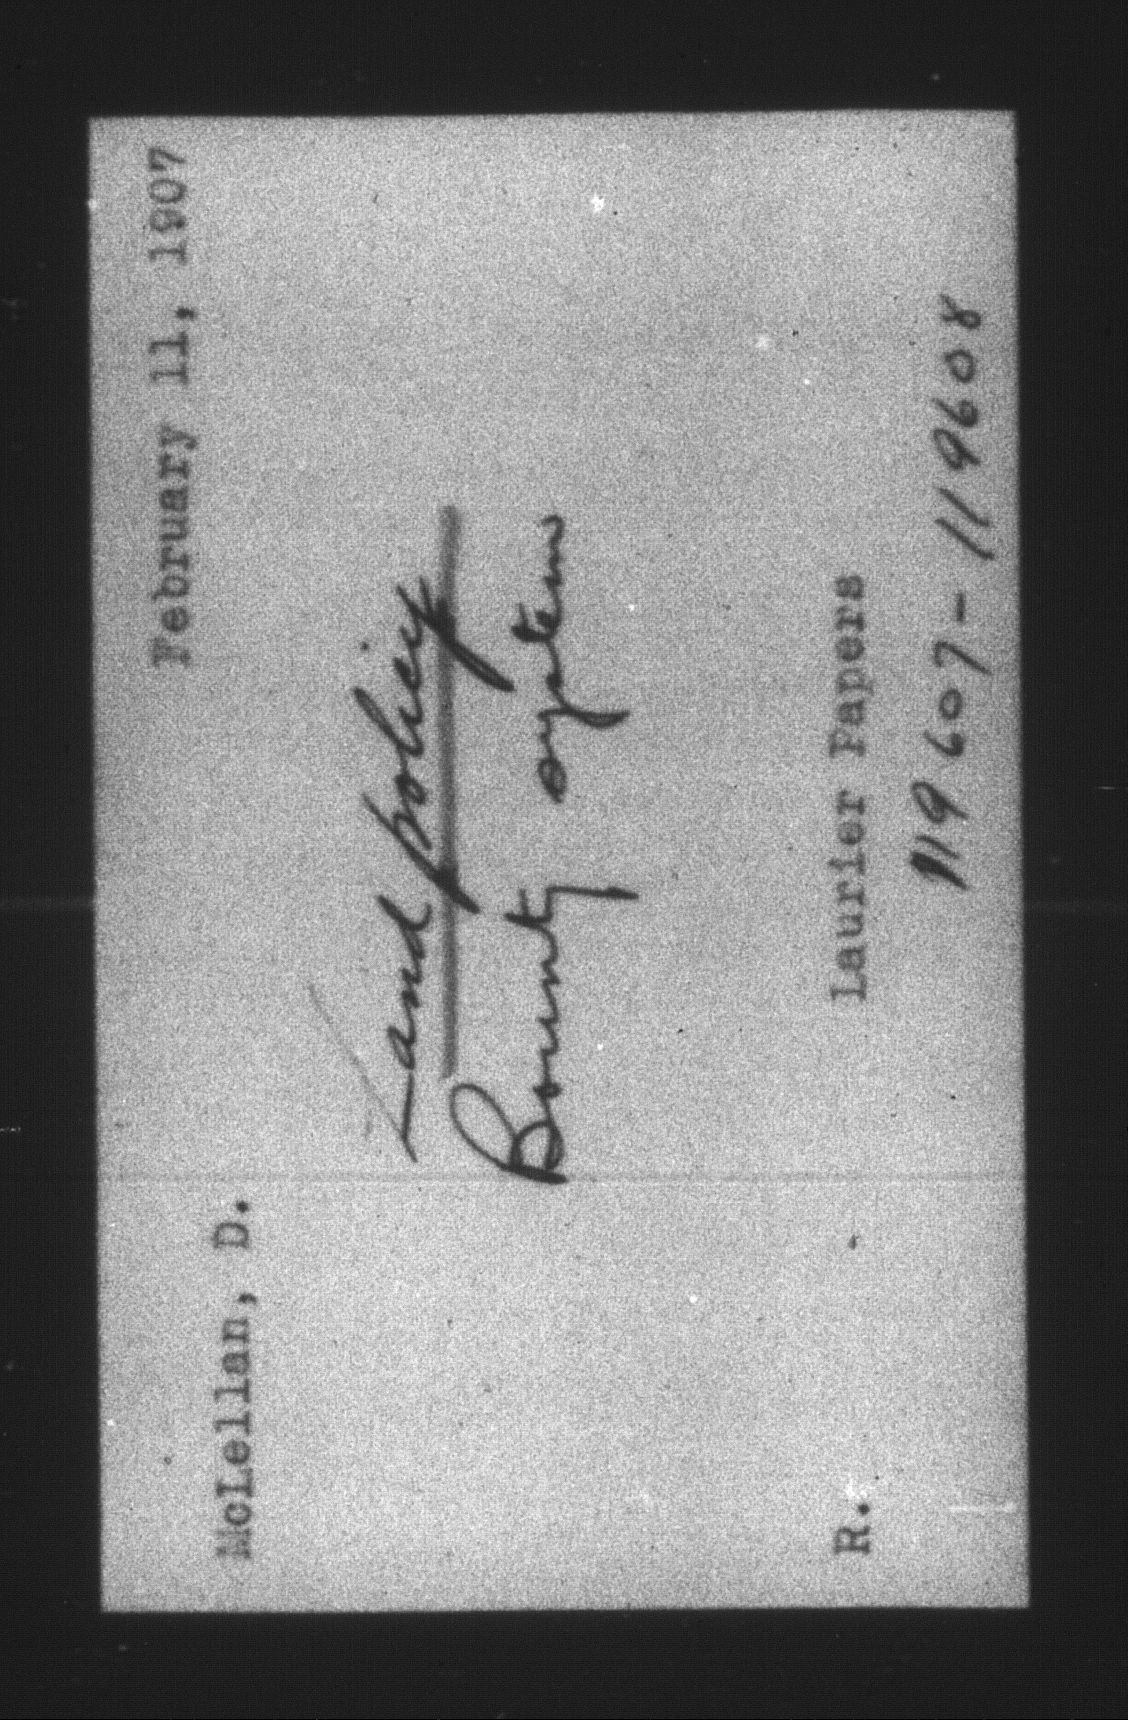 February 11, 1907
McLellan, D.
Land policy
Bounty system
R.
Laurier Papers
119607-119608